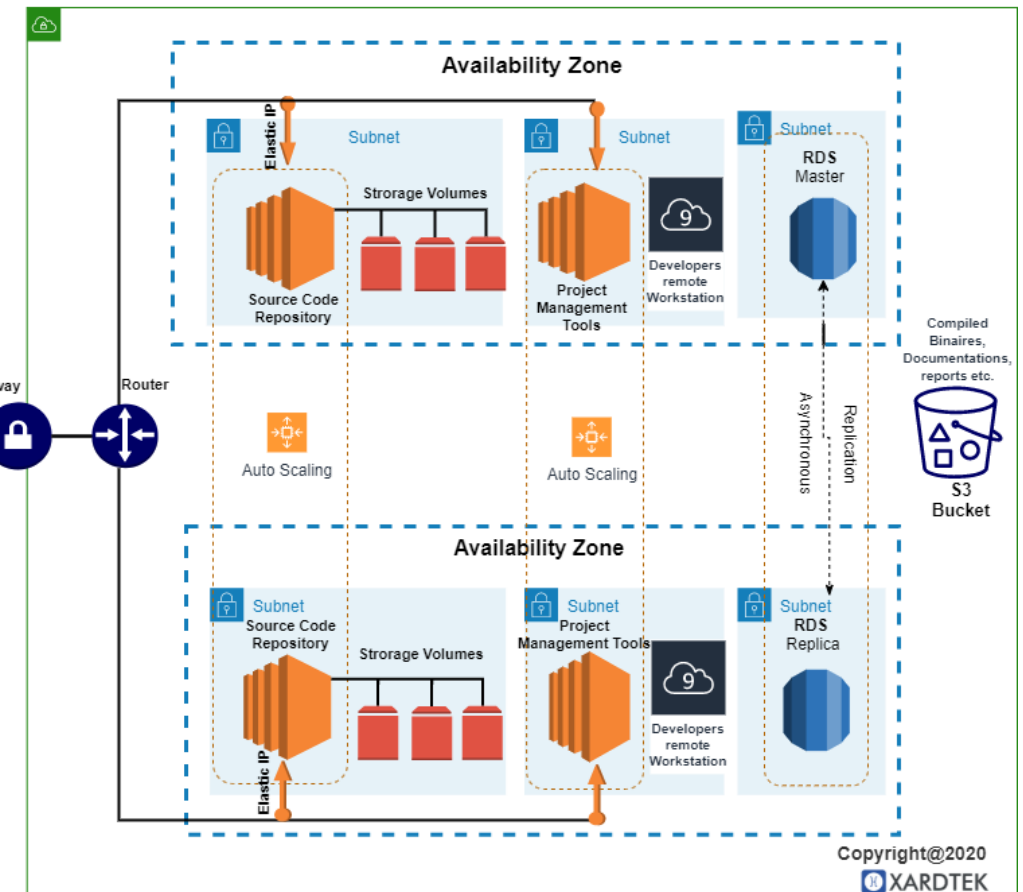 Availability Zone
Elastic IP
Subnet
Strorage Volumes
Source Code
Repository
Subnet
9
Developers
remote
Workstation
Project
Management
Tools
Subnet
RDS
Master
Compiled
Binaires,
Documentations,
reports etc.
S3
Bucket
way
Router
Auto Scaling
Auto Scaling
Asynchronous
Replication
Availability Zone
Subnet
Source Code
Repository
Strorage Volumes
Elastic IP
Subnet
Project
Management Tools
9
Developers
remote
Workstation
Subnet
RDS
Replica
Copyright@2020
XARDTEK